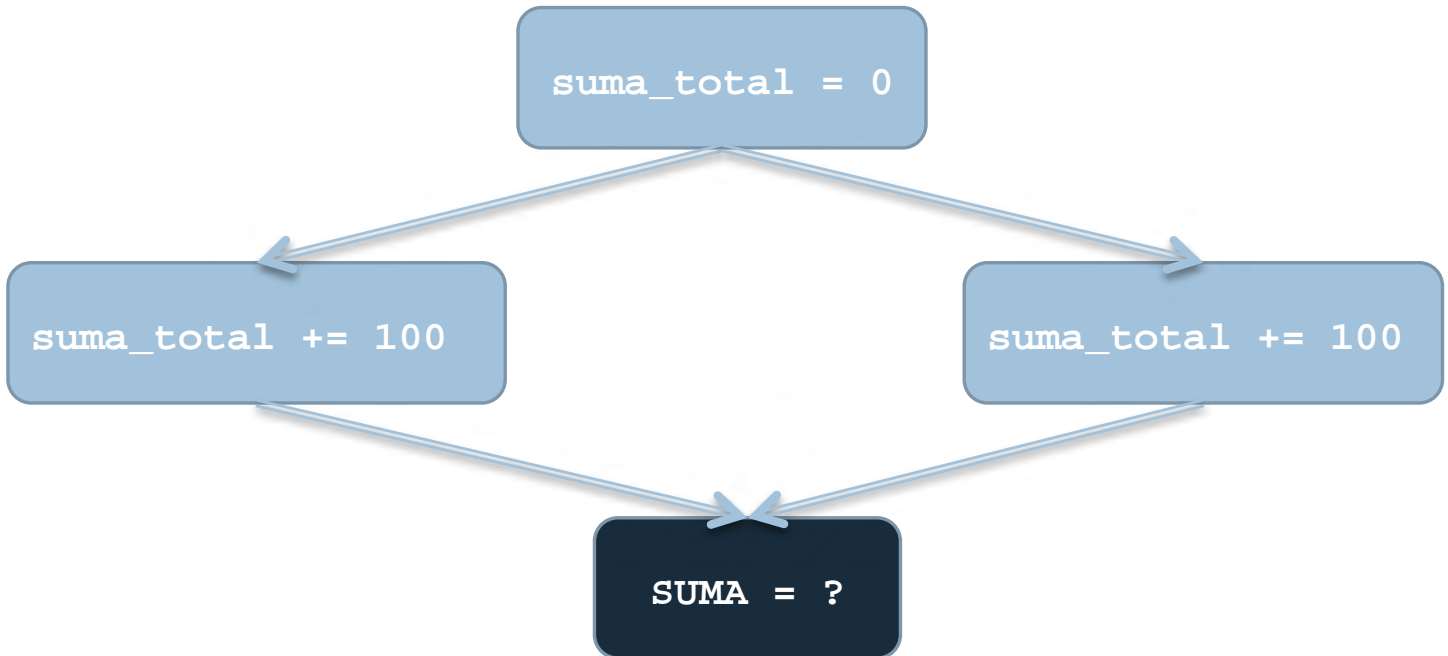 suma_total = 0
suma_total += 100
suma_total += 100
SUMA = ?